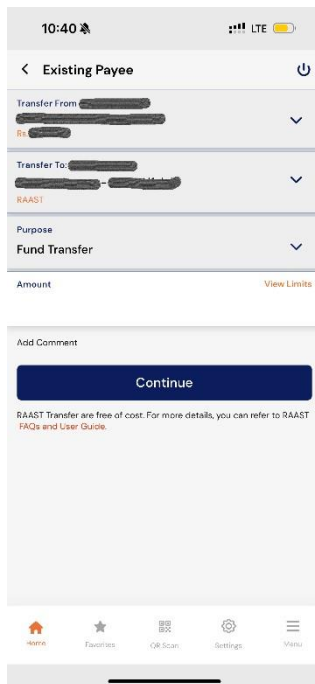 10:40
LTE
Existing Payee
Transfer From
Rs.
Transfer To:
-
RAAST
Purpose
Fund Transfer
Amount View Limits
Add Comment
Continue
RAAST Transfer are free of cost. For more details, you can refer to RAAST
FAQs and User Guide.
Home Favorites QR Scan Settings Menu